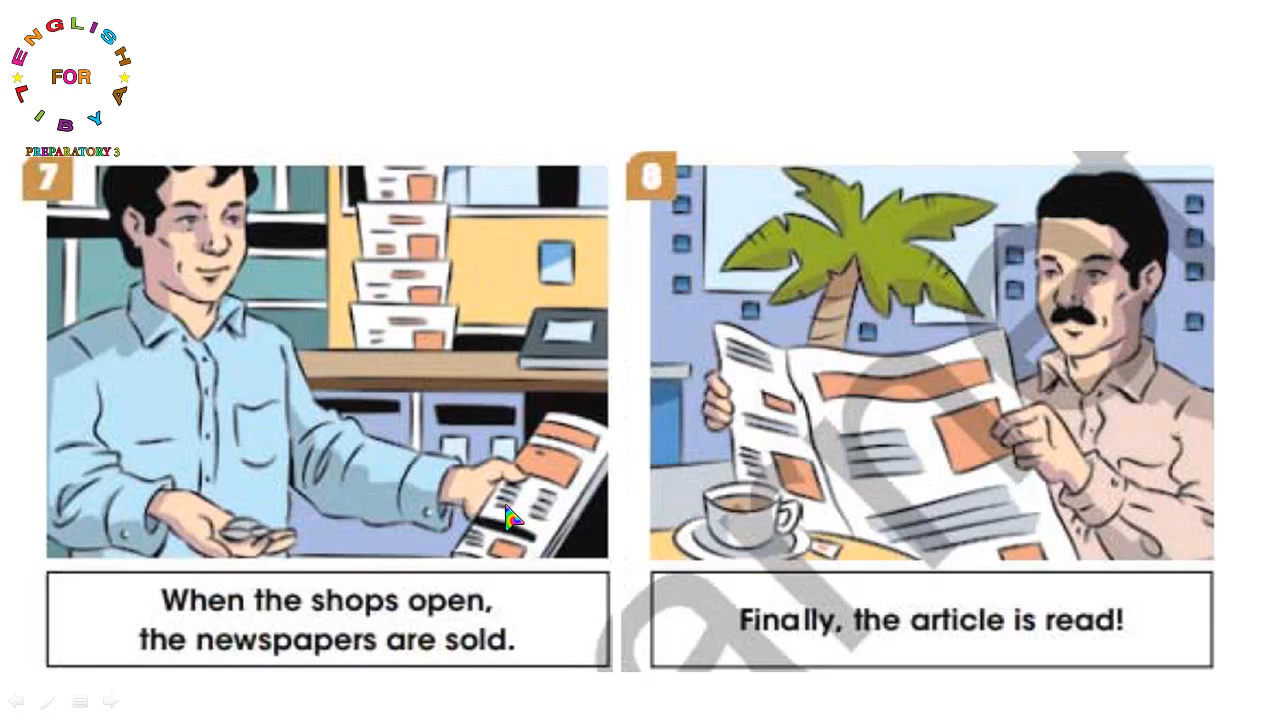 ENGLISH
FOR
LIBYA
PREPARATORY 3
7
8
When the shops open,
the newspapers are sold.
Finally, the article is read!